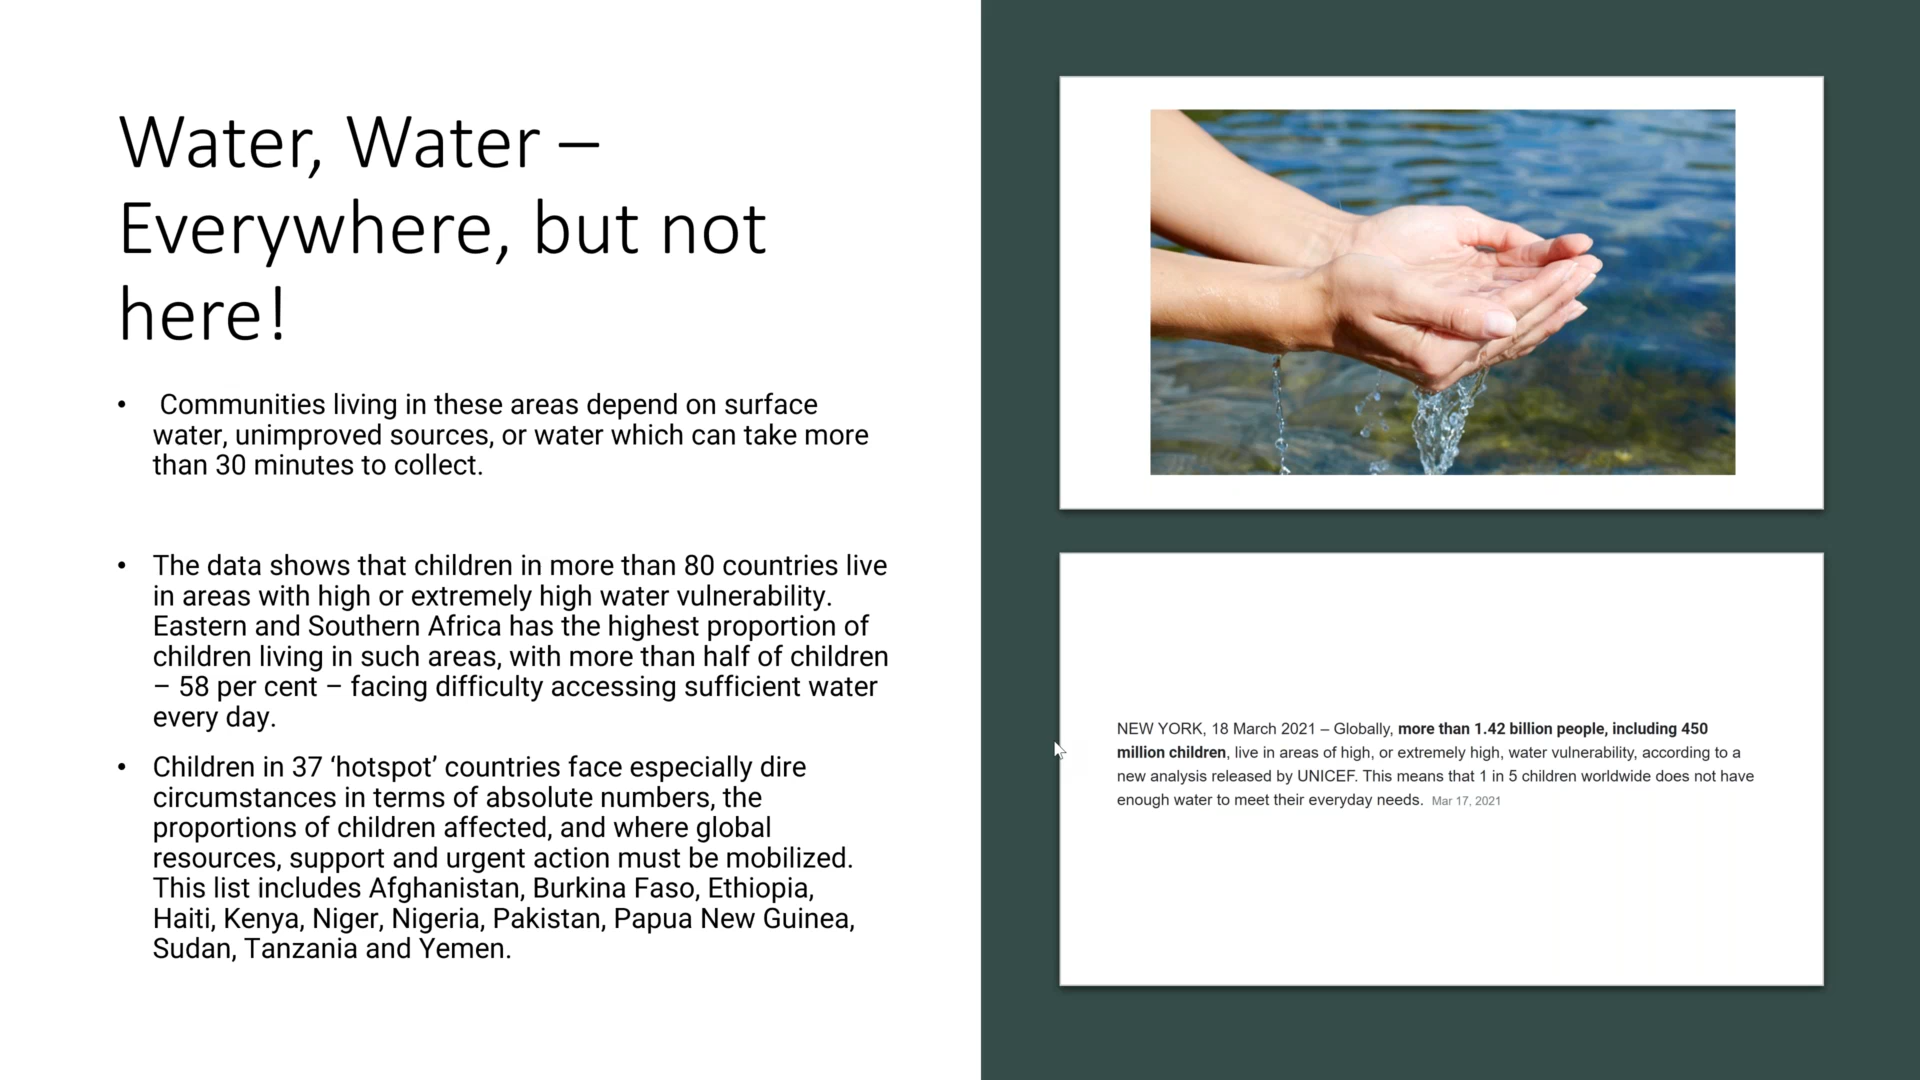 Water, Water –
Everywhere, but not
here!
• Communities living in these areas depend on surface
water, unimproved sources, or water which can take more
than 30 minutes to collect.
• The data shows that children in more than 80 countries live
in areas with high or extremely high water vulnerability.
Eastern and Southern Africa has the highest proportion of
children living in such areas, with more than half of children
– 58 per cent – facing difficulty accessing sufficient water
every day.
• Children in 37 ‘hotspot’ countries face especially dire
circumstances in terms of absolute numbers, the
proportions of children affected, and where global
resources, support and urgent action must be mobilized.
This list includes Afghanistan, Burkina Faso, Ethiopia,
Haiti, Kenya, Niger, Nigeria, Pakistan, Papua New Guinea,
Sudan, Tanzania and Yemen.
NEW YORK, 18 March 2021 – Globally, more than 1.42 billion people, including 450
million children, live in areas of high, or extremely high, water vulnerability, according to a
new analysis released by UNICEF. This means that 1 in 5 children worldwide does not have
enough water to meet their everyday needs. Mar 17, 2021